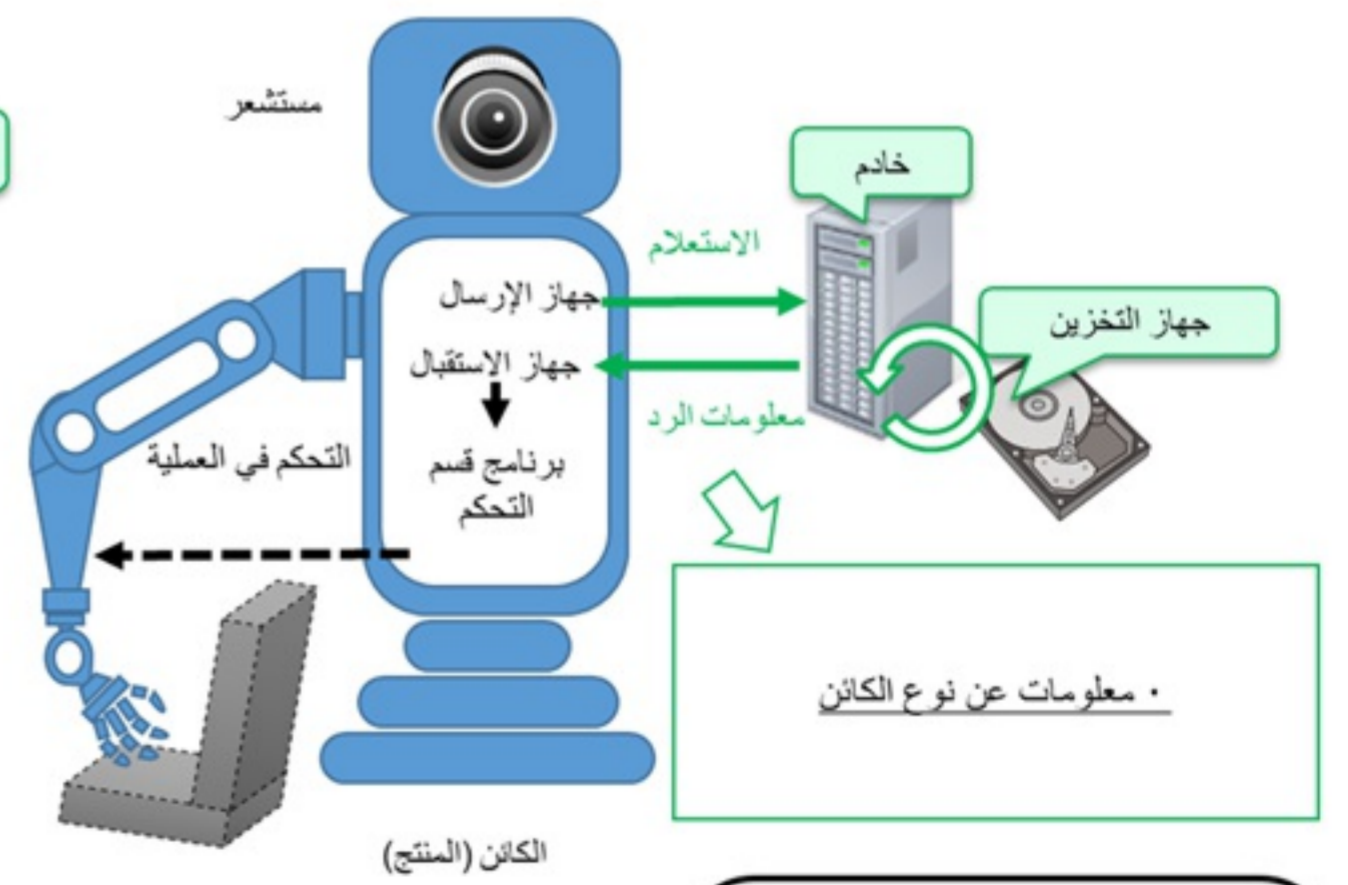 مستشعر
خادم
الاستعلام
جهاز الإرسال
جهاز التخزين
جهاز الاستقبال
معلومات الرد
التحكم في العملية
برنامج قسم
التحكم
· معلومات عن نوع الكائن
الكائن (المنتج)